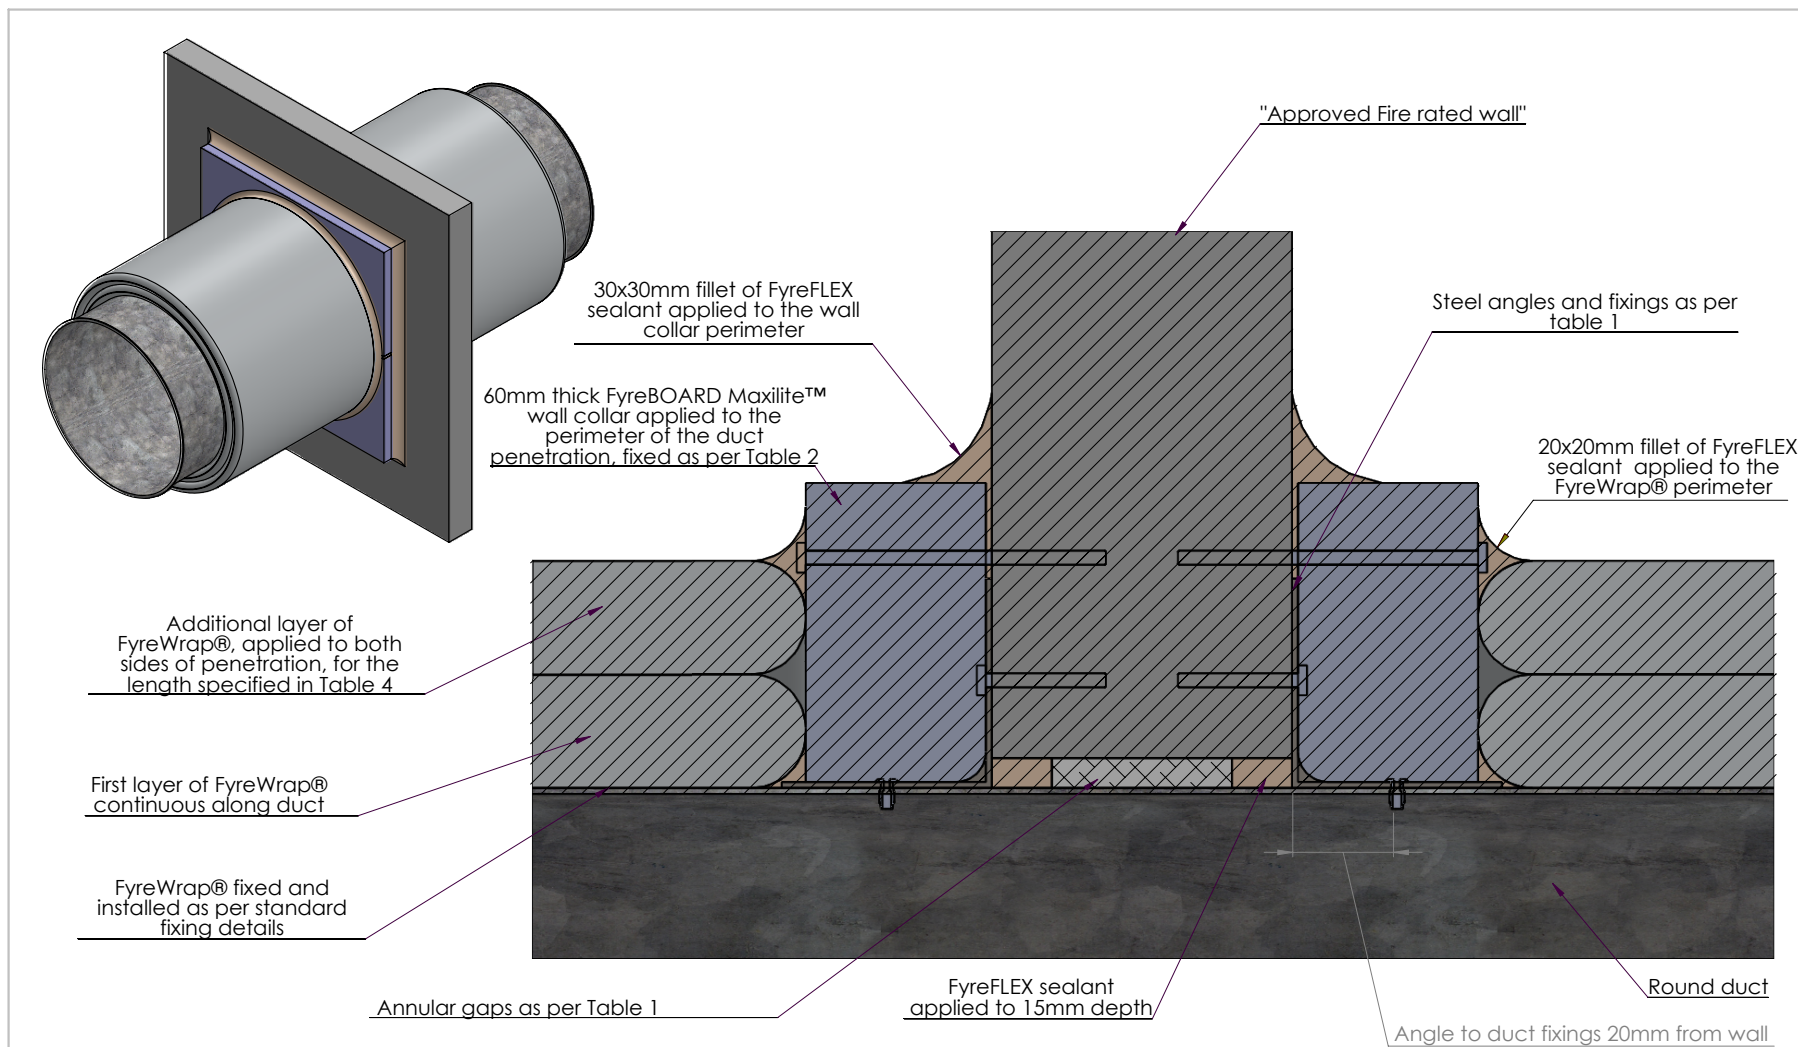 "Approved Fire rated wall"
30x30mm fillet of FyreFLEX
sealant applied to the wall
collar perimeter
Steel angles and fixings as per
table 1
60mm thick FyreBOARD Maxilite™
wall collar applied to the
perimeter of the duct
penetration, fixed as per Table 2
20x20mm fillet of FyreFLEX
sealant applied to the
FyreWrap® perimeter
Additional layer of
FyreWrap®, applied to both
sides of penetration, for the
length specified in Table 4
First layer of FyreWrap®
continuous along duct
FyreWrap® fixed and
installed as per standard
fixing details
Annular gaps as per Table 1
FyreFLEX sealant
applied to 15mm depth
Round duct
Angle to duct fixings 20mm from wall